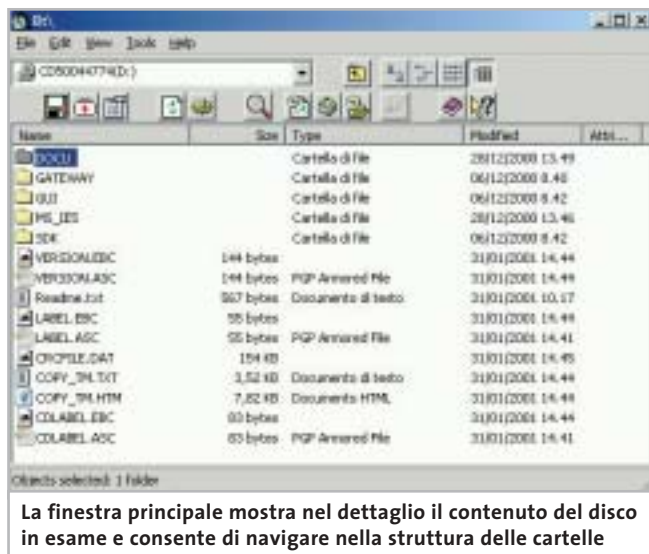 D:\
File Edit View Tools Help
CD50044774(D:)
Name Size Type Modified Attri...
DOCU Cartella di file 28/12/2000 13.49
GATEWAY Cartella di file 06/12/2000 8.40
GUI Cartella di file 06/12/2000 8.42
MS_IES Cartella di file 28/12/2000 13.46
SDK Cartella di file 06/12/2000 8.42
VERSION.EBC 144 bytes 31/01/2001 14.44
VERSION.ASC 144 bytes PGP Armored File 31/01/2001 14.44
Readme.txt 567 bytes Documento di testo 31/01/2001 10.17
LABEL.EBC 55 bytes 31/01/2001 14.44
LABEL.ASC 55 bytes PGP Armored File 31/01/2001 14.41
CRCFILE.DAT 154 KB 31/01/2001 14.45
COPY_TM.TXT 3,52 KB Documento di testo 31/01/2001 14.44
COPY_TM.HTM 7,82 KB Documento HTML 31/01/2001 14.44
CDLABEL.EBC 83 bytes 31/01/2001 14.44
CDLABEL.ASC 83 bytes PGP Armored File 31/01/2001 14.41
Objects selected: 1 folder
La finestra principale mostra nel dettaglio il contenuto del disco
in esame e consente di navigare nella struttura delle cartelle